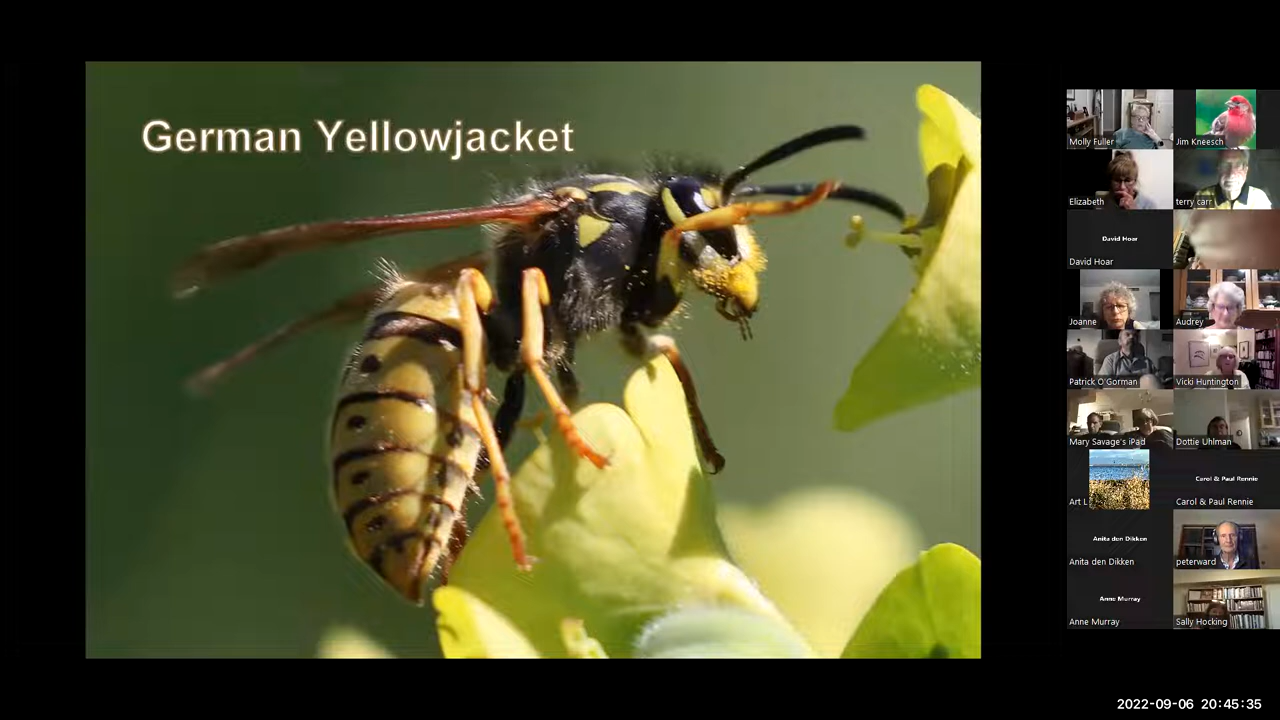 German Yellowjacket
Molly Fuller
Jim Kneesch
Elizabeth
terry carr
David Hoar
David Hoar
Joanne
Audrey
Patrick O'Gorman
Vicki Huntington
Mary Savage's iPad
Dottie Uhlman
Art L
Carol & Paul Rennie
Carol & Paul Rennie
Anita den Dikken
Anita den Dikken
peterward
Anne Murray
Anne Murray
Sally Hocking
2022-09-06 20:45:35